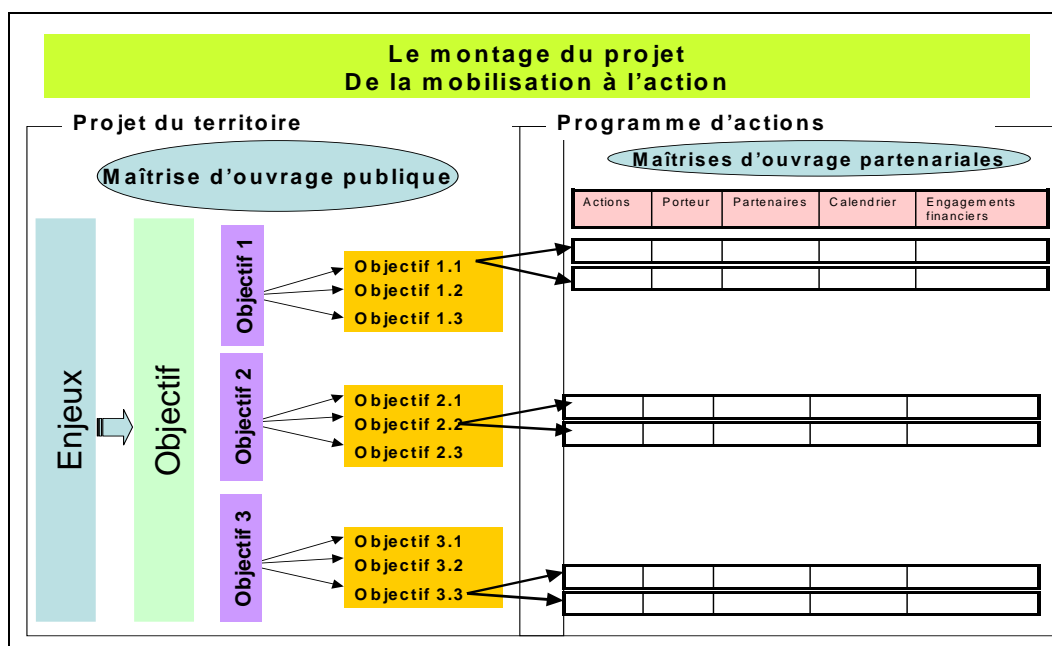 Le montage du projet
De la mobilisation à l'action
Projet du territoire
Programme d'actions
Maîtrise d'ouvrage publique
Maîtrises d'ouvrage partenariales
Actions
Porteur
Partenaires
Calendrier
Engagements
financiers
Enjeux
Objectif
Objectif 1
Objectif 1.1
Objectif 1.2
Objectif 1.3
Objectif 2
Objectif 2.1
Objectif 2.2
Objectif 2.3
Objectif 3
Objectif 3.1
Objectif 3.2
Objectif 3.3